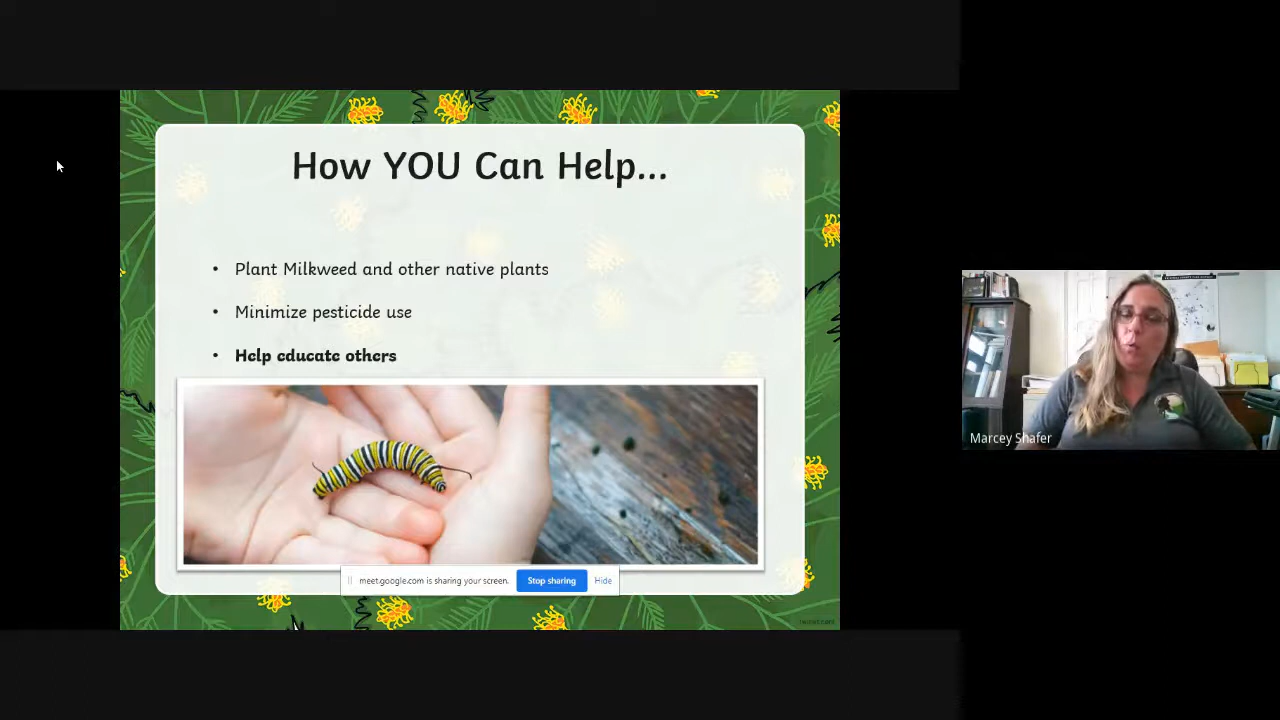 How YOU Can Help...
• Plant Milkweed and other native plants
• Minimize pesticide use
• Help educate others
meet.google.com is sharing your screen. Stop sharing Hide
Marcey Shafer